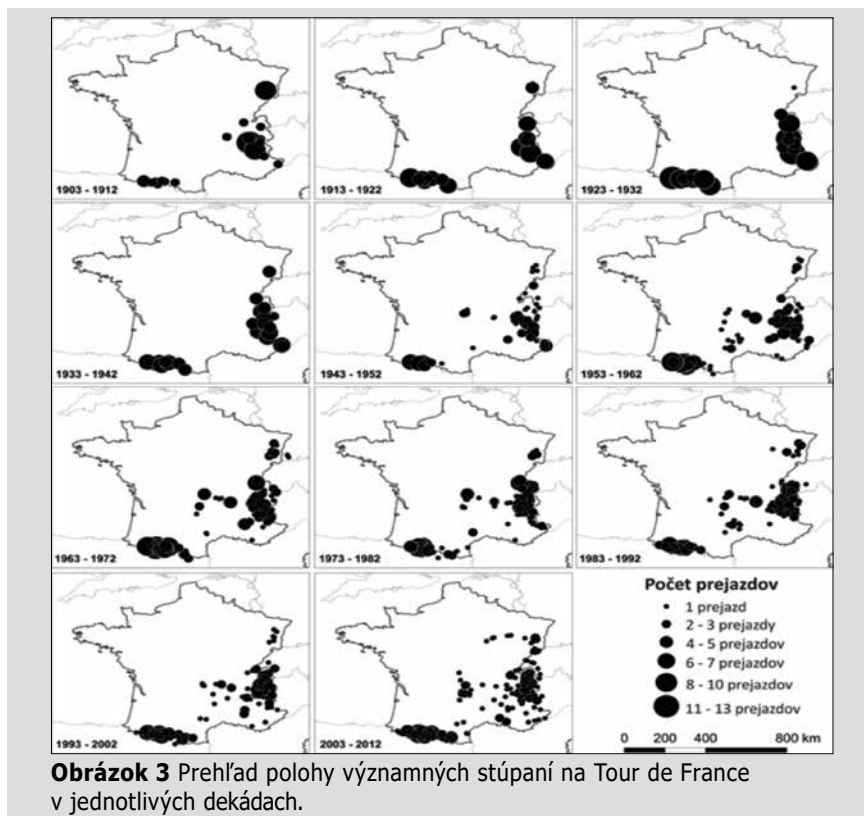 1903 - 1912
1913 - 1922
1923 - 1932
1933 - 1942
1943 - 1952
1953 - 1962
1963 - 1972
1973 - 1982
1983 - 1992
1993 - 2002
2003 - 2012
Počet prejazdov
1 prejazd
2 - 3 prejazdy
4 - 5 prejazdov
6 - 7 prejazdov
8 - 10 prejazdov
11 - 13 prejazdov
0 200 400 800 km
Obrázok 3 Prehľad polohy významných stúpaní na Tour de France
v jednotlivých dekádach.